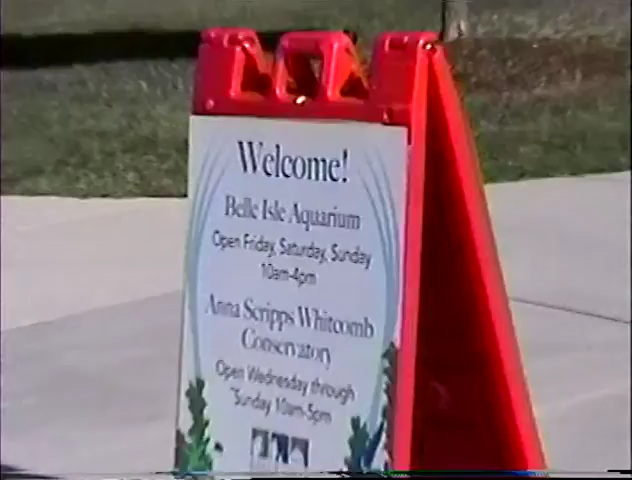 Welcome!
Belle Isle Aquarium
Open Friday, Saturday, Sunday
10am-4pm
Anna Scripps Whitcomb
Conservatory
Open Wednesday through
Sunday 10am-5pm